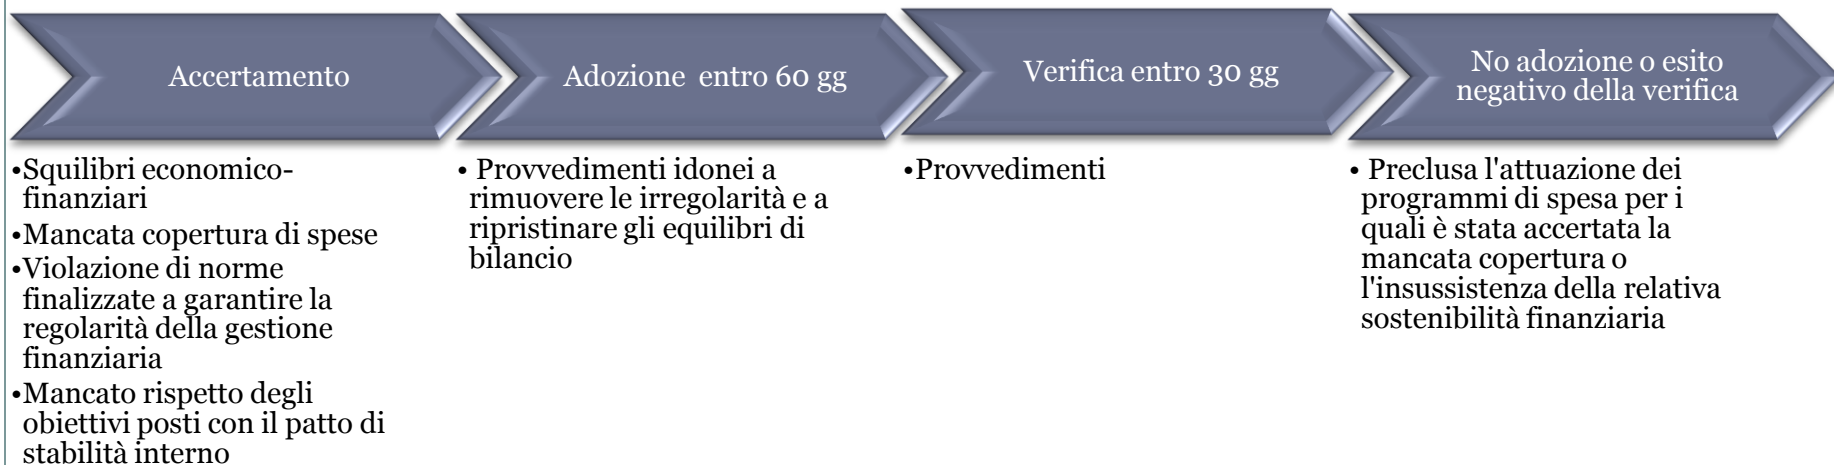 Accertamento
•Squilibri economico-
finanziari
•Mancata copertura di spese
•Violazione di norme
finalizzate a garantire la
regolarità della gestione
finanziaria
•Mancato rispetto degli
obiettivi posti con il patto di
stabilità interno
Adozione entro 60 gg
• Provvedimenti idonei a
rimuovere le irregolarità e a
ripristinare gli equilibri di
bilancio
Verifica entro 30 gg
•Provvedimenti
No adozione o esito
negativo della verifica
• Preclusa l'attuazione dei
programmi di spesa per i
quali è stata accertata la
mancata copertura o
l'insussistenza della relativa
sostenibilità finanziaria